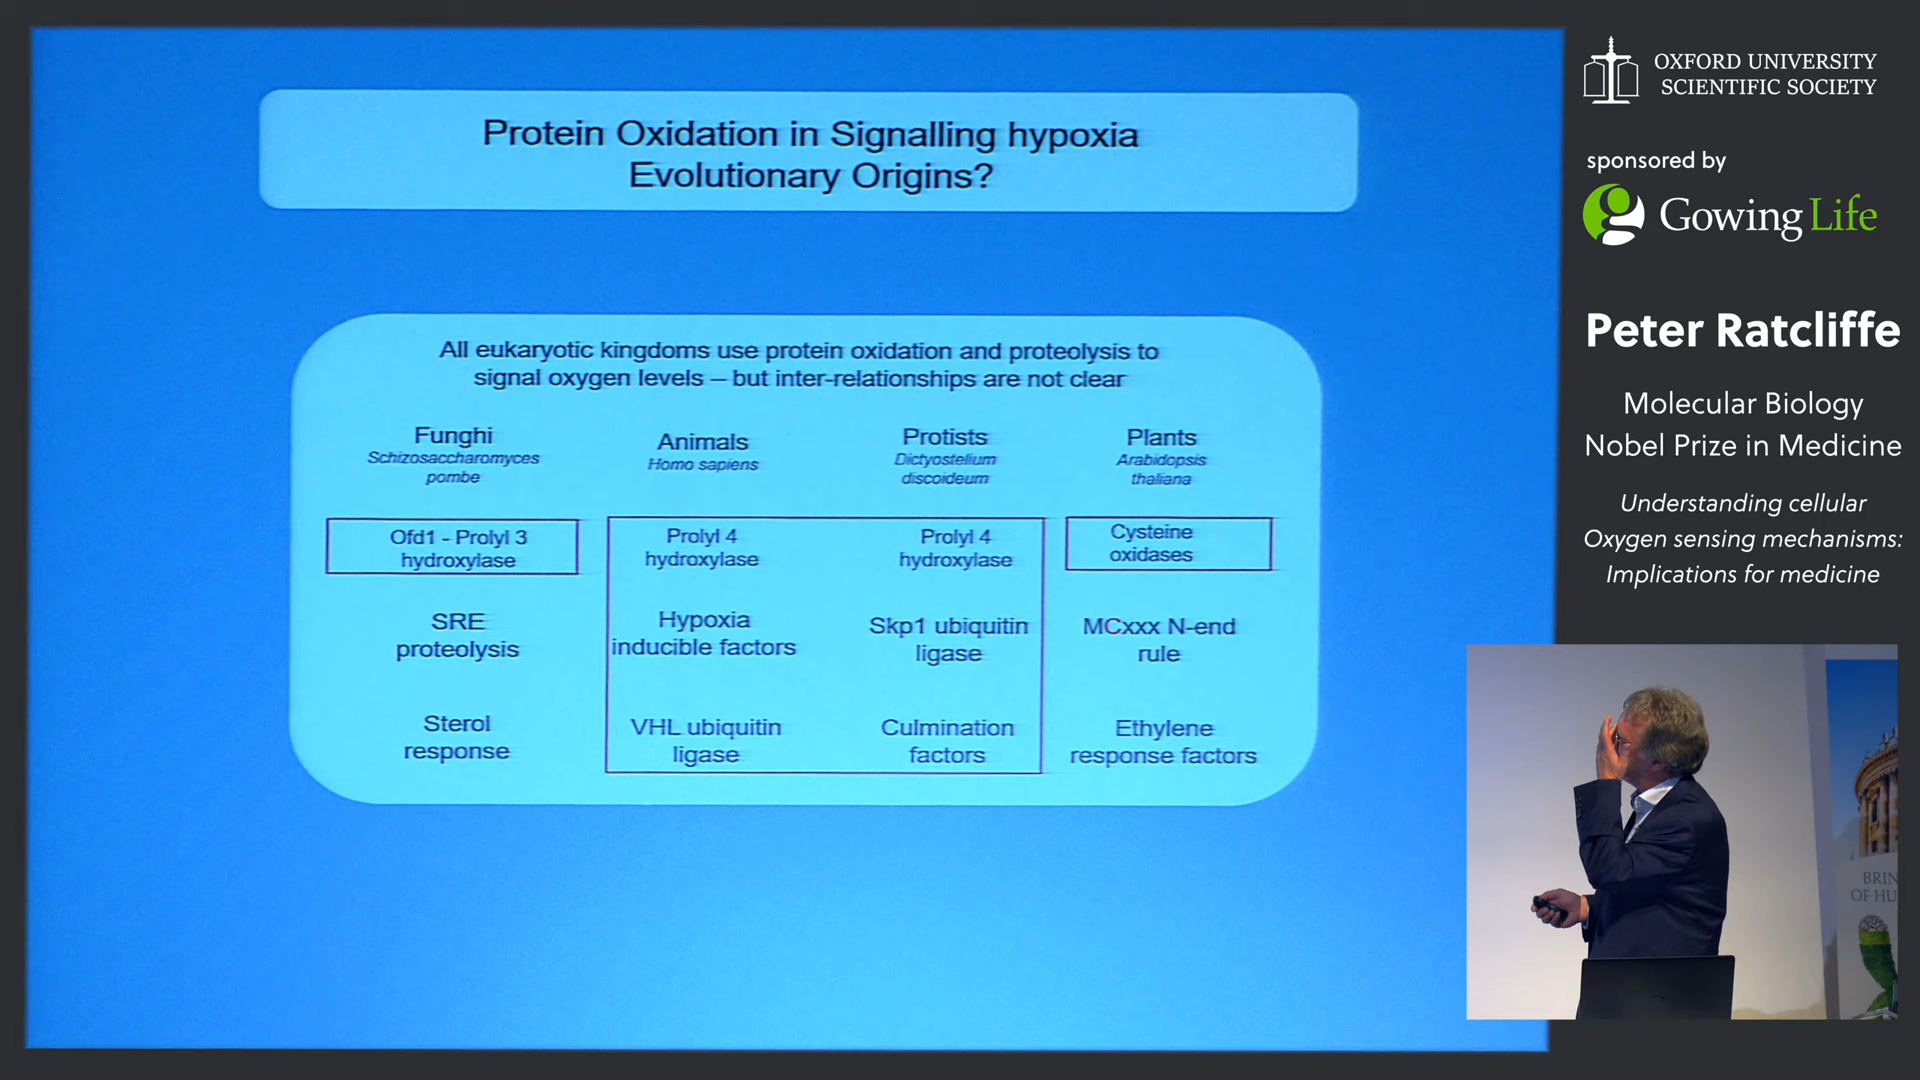 Protein Oxidation in Signalling hypoxia
Evolutionary Origins?
All eukaryotic kingdoms use protein oxidation and proteolysis to
signal oxygen levels – but inter-relationships are not clear
Funghi
Schizosaccharomyces
pombe
Animals
Homo sapiens
Protists
Dictyostelium
discoideum
Plants
Arabidopsis
thaliana
Ofd1 - Prolyl 3
hydroxylase
Prolyl 4
hydroxylase
Prolyl 4
hydroxylase
Cysteine
oxidases
SRE
proteolysis
Hypoxia
inducible factors
Skp1 ubiquitin
ligase
MCxxx N-end
rule
Sterol
response
VHL ubiquitin
ligase
Culmination
factors
Ethylene
response factors
OXFORD UNIVERSITY
SCIENTIFIC SOCIETY
sponsored by
Gowing Life
Peter Ratcliffe
Molecular Biology
Nobel Prize in Medicine
Understanding cellular
Oxygen sensing mechanisms:
Implications for medicine
BRIN
OF HU